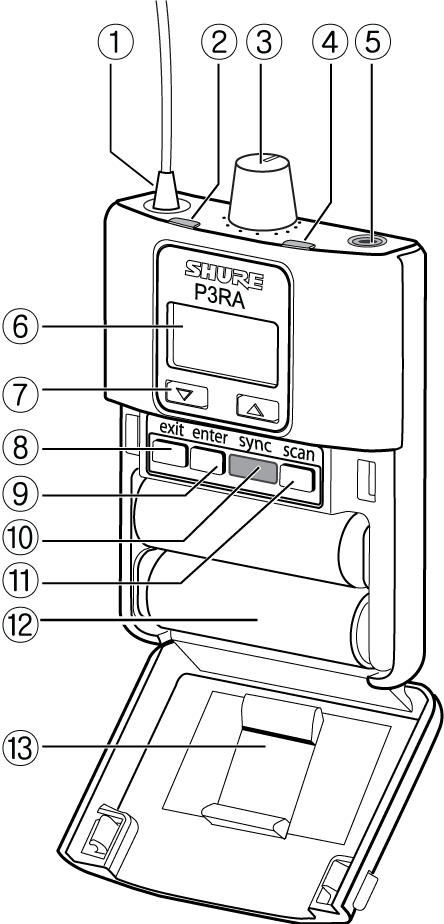 ① ② ③ ④ ⑤
SHURE
P3RA
⑥
⑦
exit enter sync scan
⑧
⑨
⑩
⑪
⑫
⑬